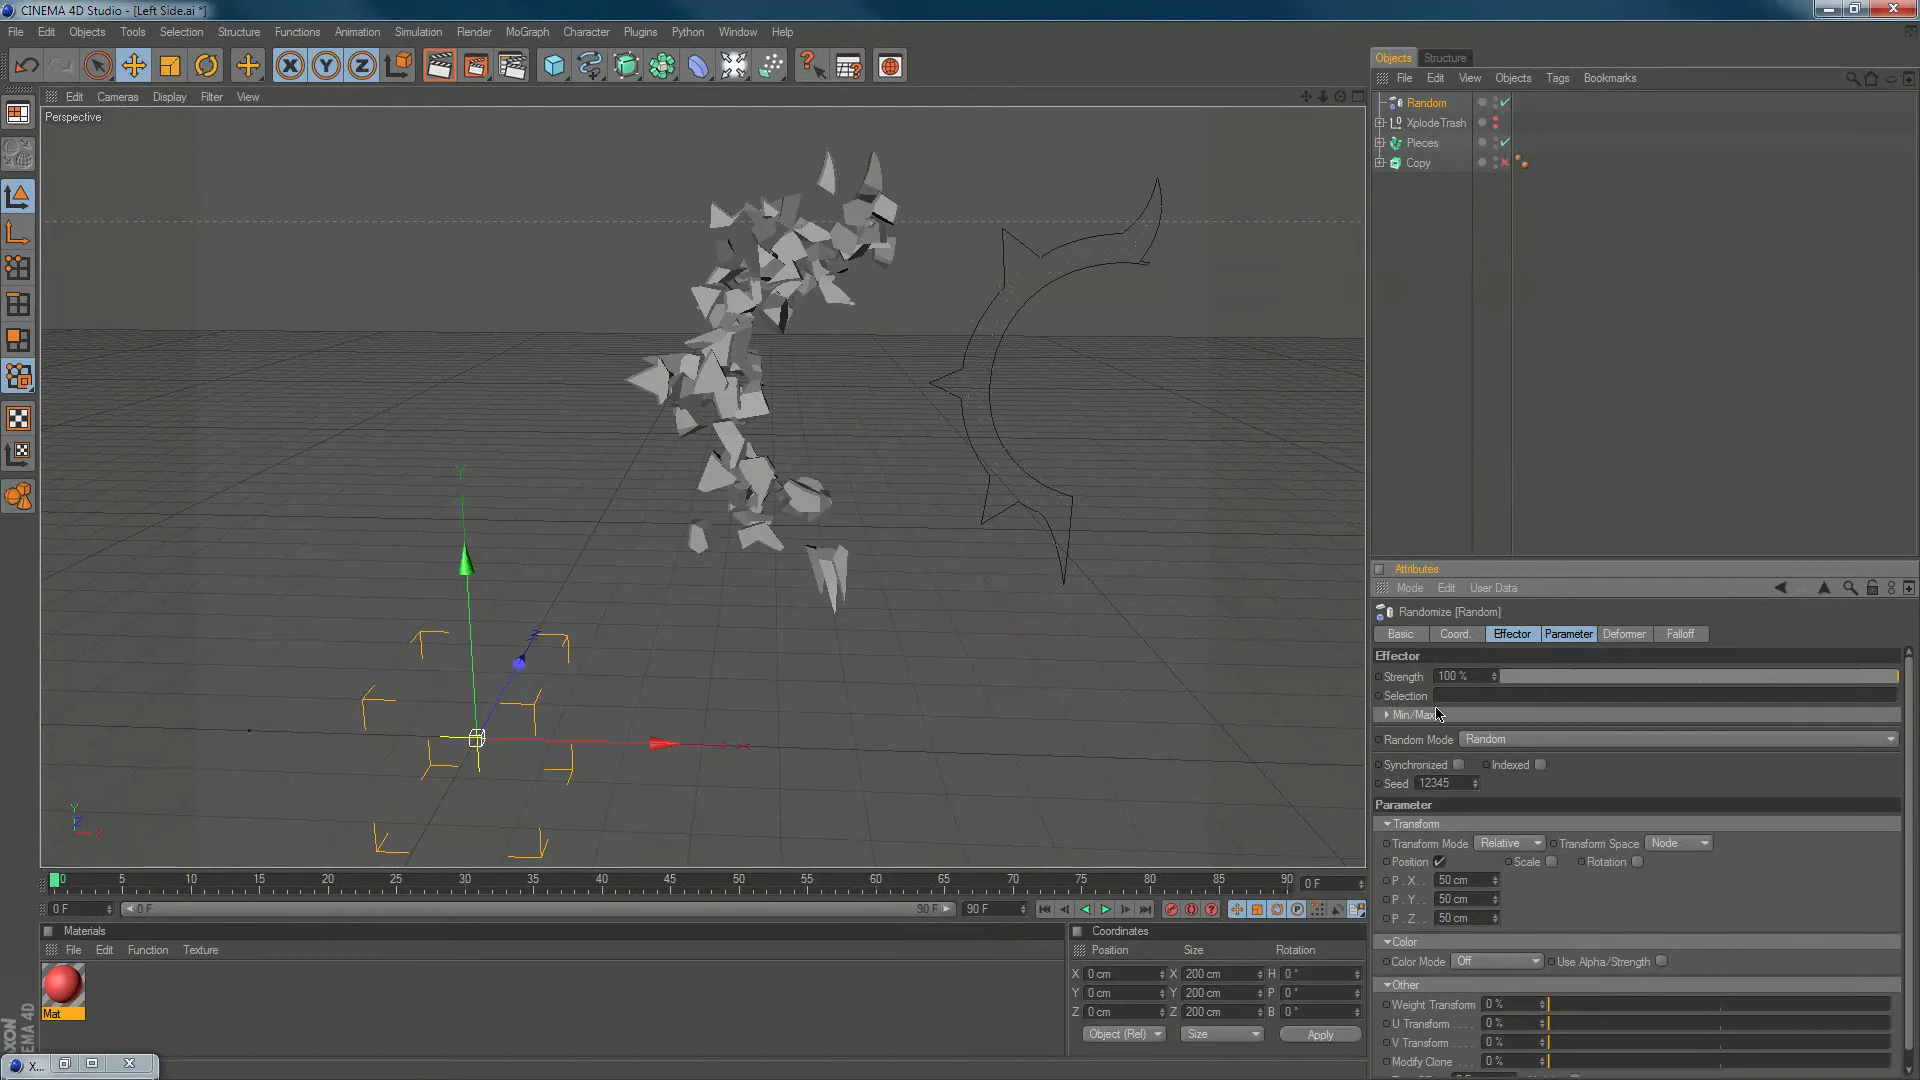 CINEMA 4D Studio - [Left Side.ai *]
File Edit Objects Tools Selection Structure Functions Animation Simulation Render MoGraph Character Plugins Python Window Help
Edit Cameras Display Filter View
Perspective
Y
Z
X
Y
X
0 5 10 15 20 25 30 35 40 45 50 55 60 65 70 75 80 85 90 0 F
0 F 0 F 90 F 90 F
Materials
File Edit Function Texture
Mat
Coordinates
Position Size Rotation
X 0 cm X 200 cm H 0 °
Y 0 cm Y 200 cm P 0 °
Z 0 cm Z 200 cm B 0 °
Object (Rel) Size Apply
X...
Objects Structure
File Edit View Objects Tags Bookmarks
Random
XplodeTrash
Pieces
Copy
Attributes
Mode Edit User Data
Randomize [Random]
Basic Coord. Effector Parameter Deformer Falloff
Effector
Strength 100 %
Selection
Min/Max
Random Mode Random
Synchronized Indexed
Seed 12345
Parameter
Transform
Transform Mode Relative Transform Space Node
Position Scale Rotation
P . X . . 50 cm
P . Y . . 50 cm
P . Z . . 50 cm
Color
Color Mode Off Use Alpha/Strength
Other
Weight Transform 0 %
U Transform . . . . 0 %
V Transform . . . . 0 %
Modify Clone . . . 0 %